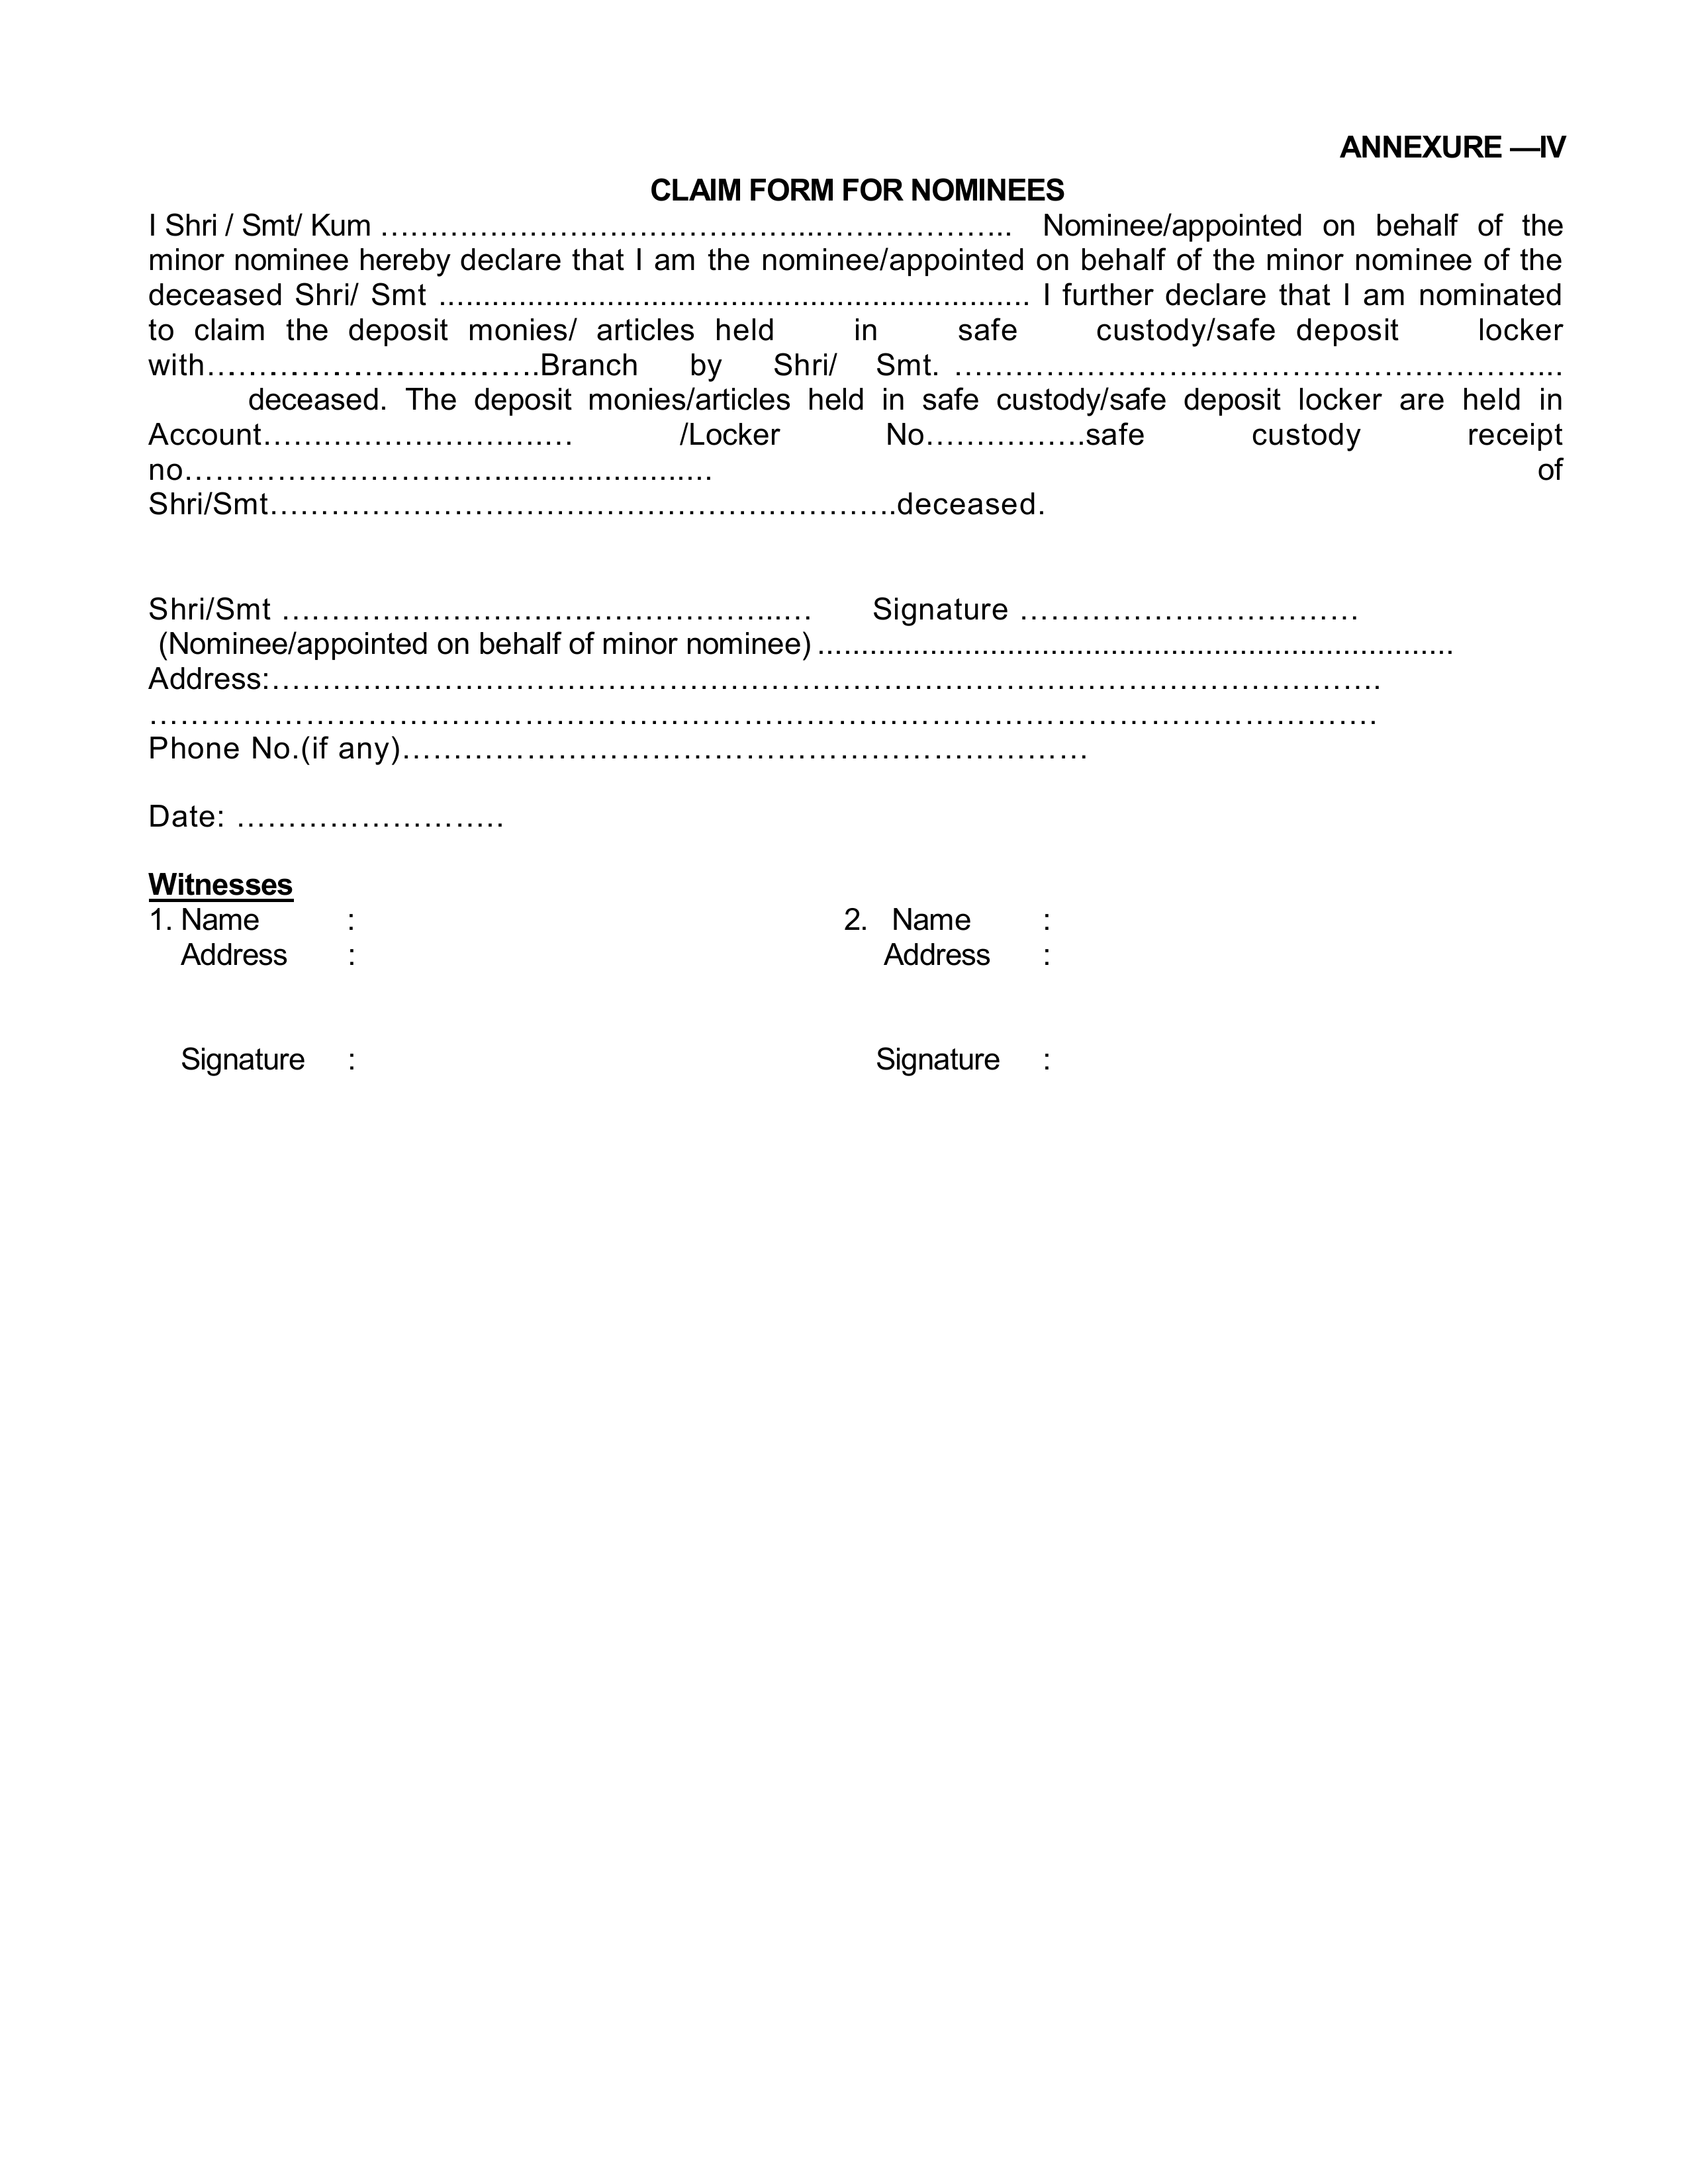 ANNEXURE —IV
CLAIM FORM FOR NOMINEES
I Shri / Smt/ Kum …………………………………...……………….. Nominee/appointed on behalf of the
minor nominee hereby declare that I am the nominee/appointed on behalf of the minor nominee of the
deceased Shri/ Smt .................................................................... I further declare that I am nominated
to claim the deposit monies/ articles held in safe custody/safe deposit locker
with………………………….Branch by Shri/ Smt. …………………………………………………..
deceased. The deposit monies/articles held in safe custody/safe deposit locker are held in
Account………………………… /Locker No…………….safe custody receipt
no…………………………........................ of
Shri/Smt…………………………………………………….deceased.
Shri/Smt ………………………………………...… Signature ……………………………
(Nominee/appointed on behalf of minor nominee) .........................................................................
Address:……………………………………………………………………………………………….
…………………………………………………………………………………………………………
Phone No.(if any)…………………………………………………………
Date: ……………………..
Witnesses
1. Name : 2. Name :
Address : Address :
Signature : Signature :